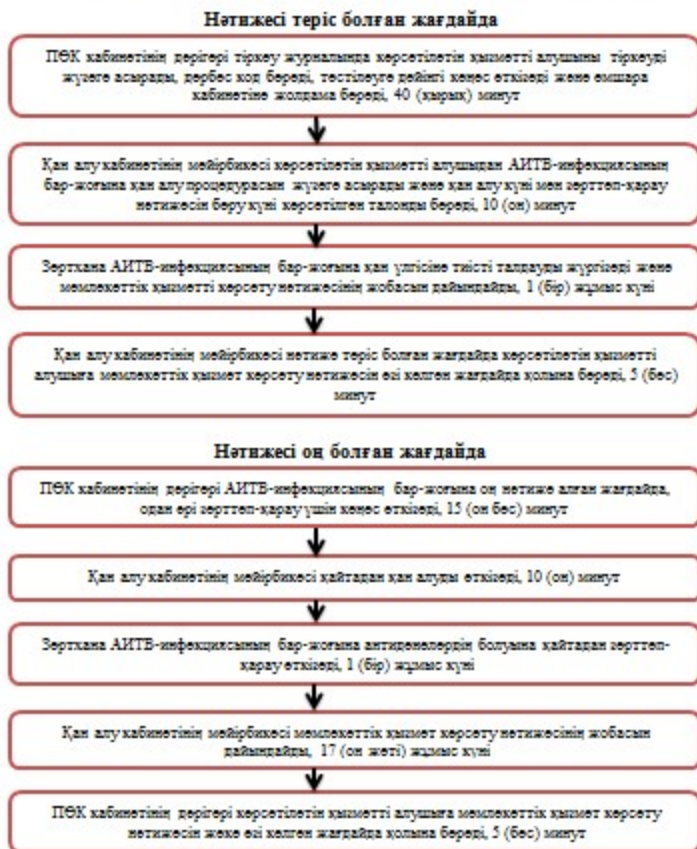 Нәтижесі теріс болған жағдайда
ПӨК кабинетінің дәрігері тіркеу журналында көрсетілетін қызметті алушыны тіркеуді
жүзеге асырады, дербес код береді, тестілеуге дейінгі кеңес өткізеді және емшара
кабинетіне жолдама береді, 40 (қырық) минут
Қан алу кабинетінің мейірбикесі көрсетілетін қызметті алушыдан АИТВ-инфекциясының
бар-жоғына қан алу процедурасын жүзеге асырады және қан алу күні мен зерттеп-қарау
нәтижесін беру күні көрсетілген талонды береді, 10 (он) минут
Зертхана АИТВ-инфекциясының бар-жоғына қан үлгісіне тиісті талдауды жүргізеді және
мемлекеттік қызметті көрсету нәтижесінің жобасын дайындайды, 1 (бір) жұмыс күні
Қан алу кабинетінің мейірбикесі нәтиже теріс болған жағдайда көрсетілетін қызметті
алушыға мемлекеттік қызмет көрсету нәтижесін өзі келген жағдайда қолына береді, 5 (бес)
минут
Нәтижесі оң болған жағдайда
ПӨК кабинетінің дәрігері АИТВ-инфекциясының бар-жоғына оң нәтиже алған жағдайда,
одан әрі зерттеп-қарау үшін кеңес өткізеді, 15 (он бес) минут
Қан алу кабинетінің мейірбикесі қайтадан қан алуды өткізеді, 10 (он) минут
Зертхана АИТВ-инфекциясының бар-жоғына антиденелердің болуына қайтадан зерттеп-
қарау өткізеді, 1 (бір) жұмыс күні
Қан алу кабинетінің мейірбикесі мемлекеттік қызмет көрсету нәтижесінің жобасын
дайындайды, 17 (он жеті) жұмыс күні
ПӨК кабинетінің дәрігері көрсетілетін қызметті алушыға мемлекеттік қызмет көрсету
нәтижесін жеке өзі келген жағдайда қолына береді, 5 (бес) минут